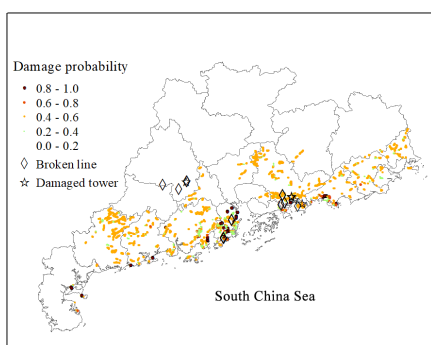 Damage probability
0.8 - 1.0
0.6 - 0.8
0.4 - 0.6
0.2 - 0.4
0.0 - 0.2
Broken line
Damaged tower
South China Sea